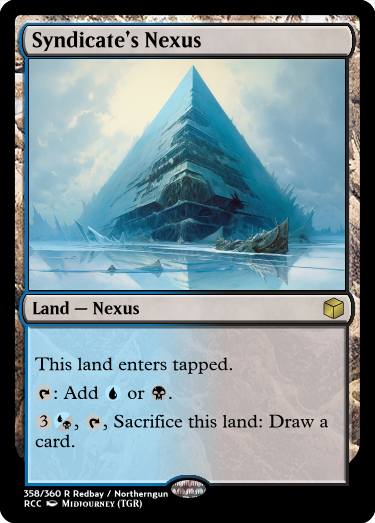 Syndicate's Nexus
Land — Nexus
This land enters tapped.
: Add or .
3 , , Sacrifice this land: Draw a
card.
358/360 R Redbay / Northerngun
RCC Midjourney (TGR)